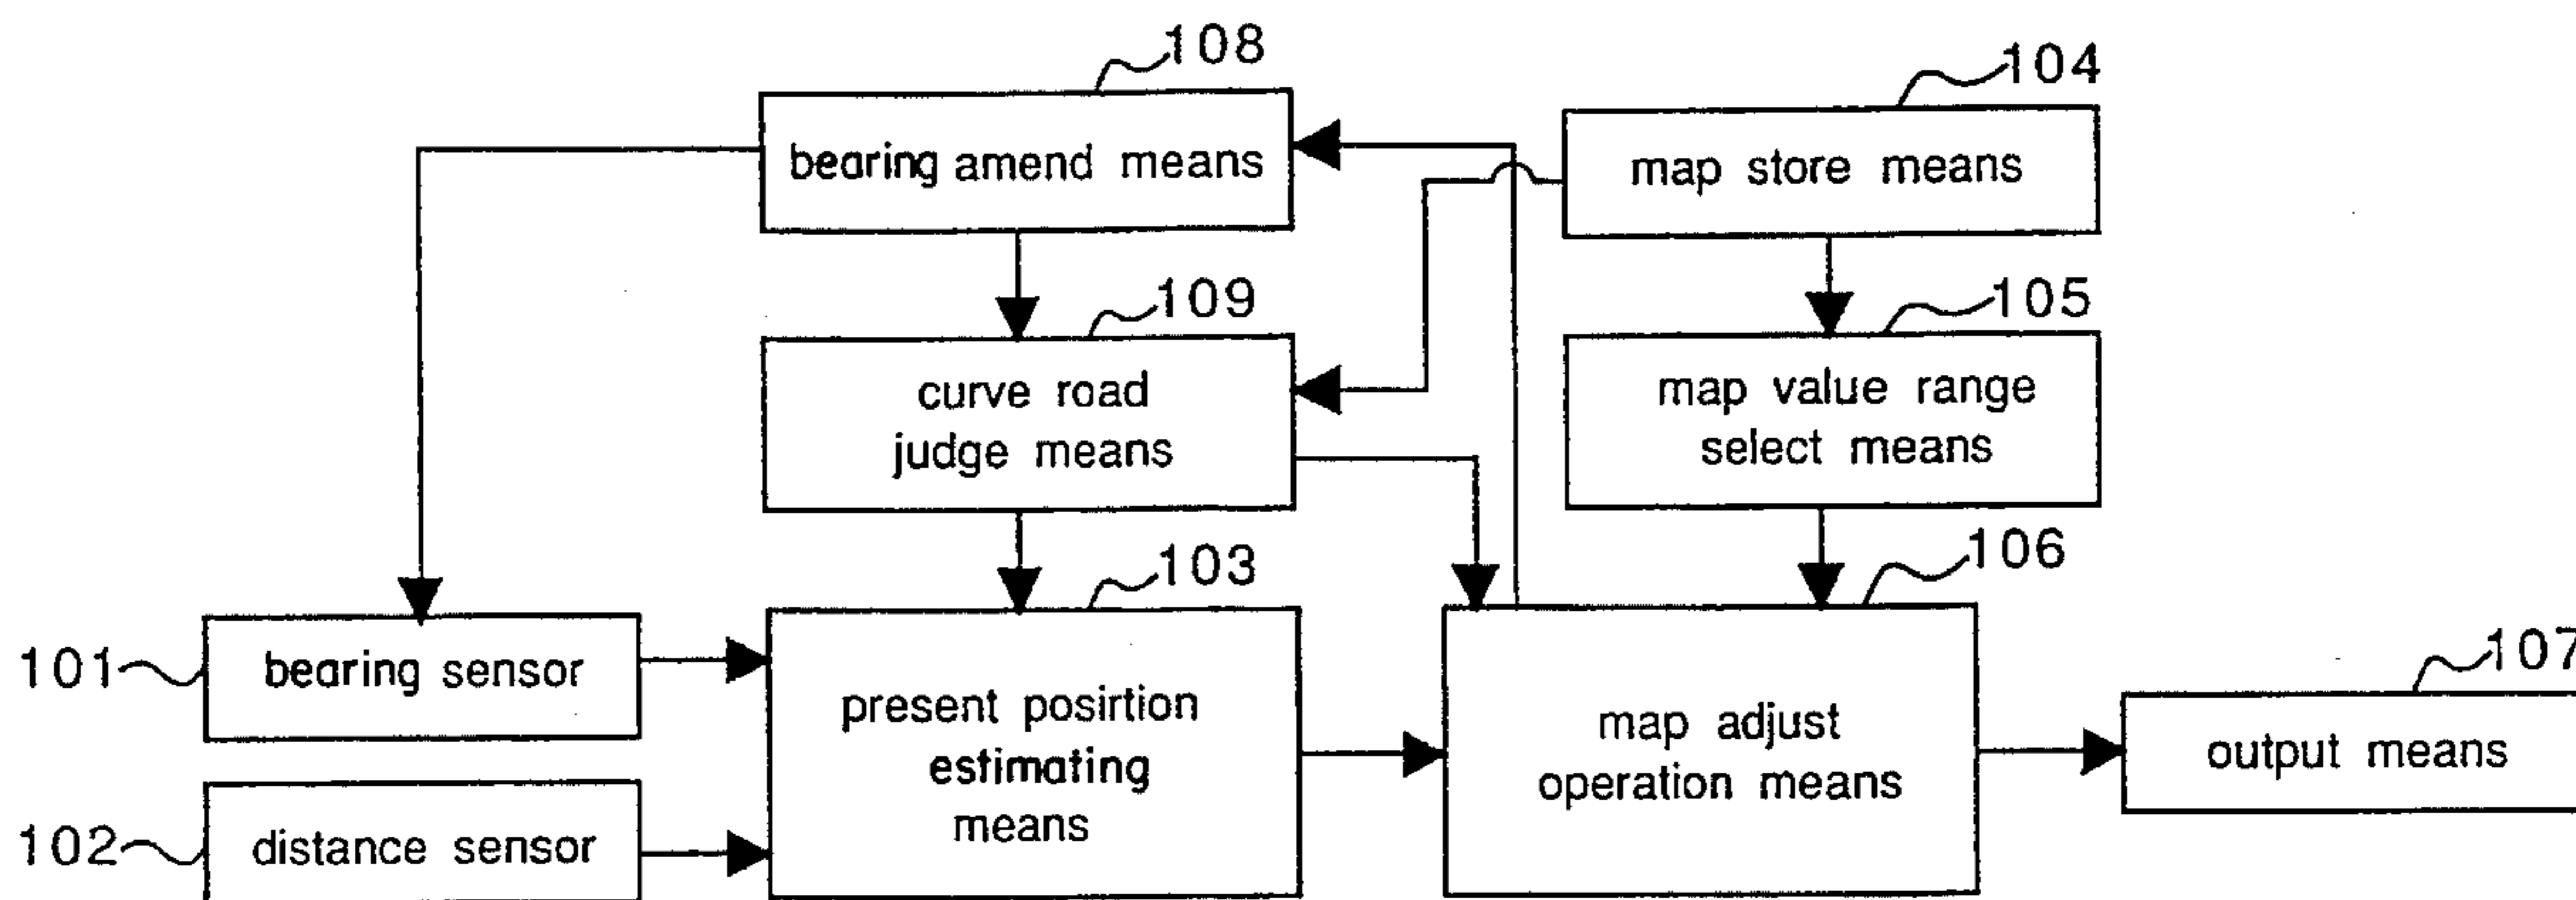 108
104
bearing amend means
map store means
109
105
curve road
judge means
map value range
select means
103
106
101
bearing sensor
present posirtion
estimating
means
map adjust
operation means
107
output means
102
distance sensor